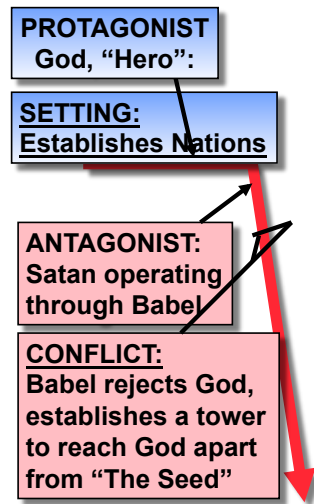 PROTAGONIST
God, “Hero”:
SETTING:
Establishes Nations
ANTAGONIST:
Satan operating
through Babel
CONFLICT:
Babel rejects God,
establishes a tower
to reach God apart
from “The Seed”